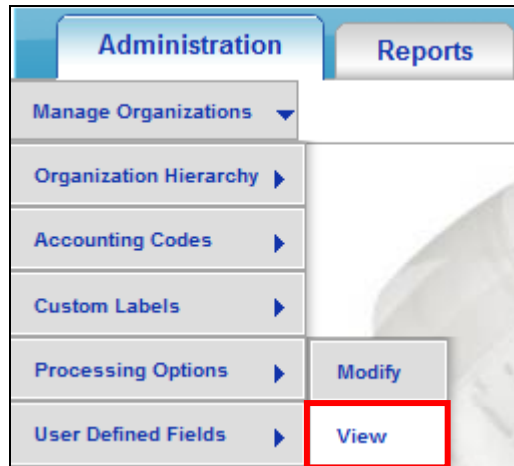 Administration
Reports
Manage Organizations
Organization Hierarchy
Accounting Codes
Custom Labels
Processing Options
Modify
User Defined Fields
View